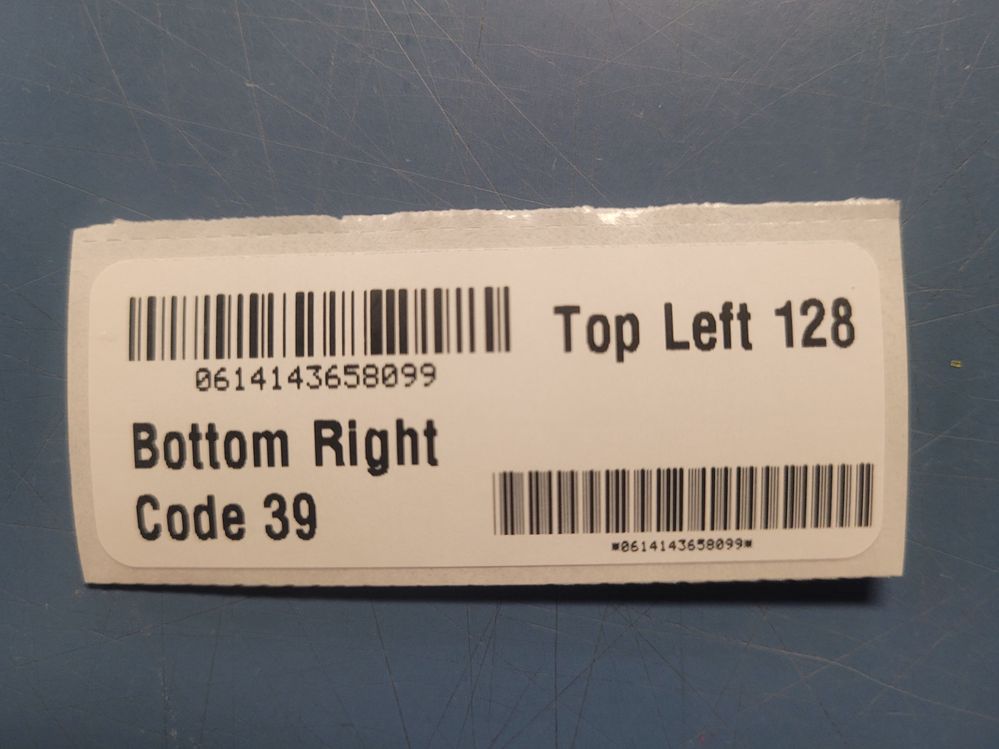 Top Left 128
0614143658099
Bottom Right
Code 39
*0614143658099*